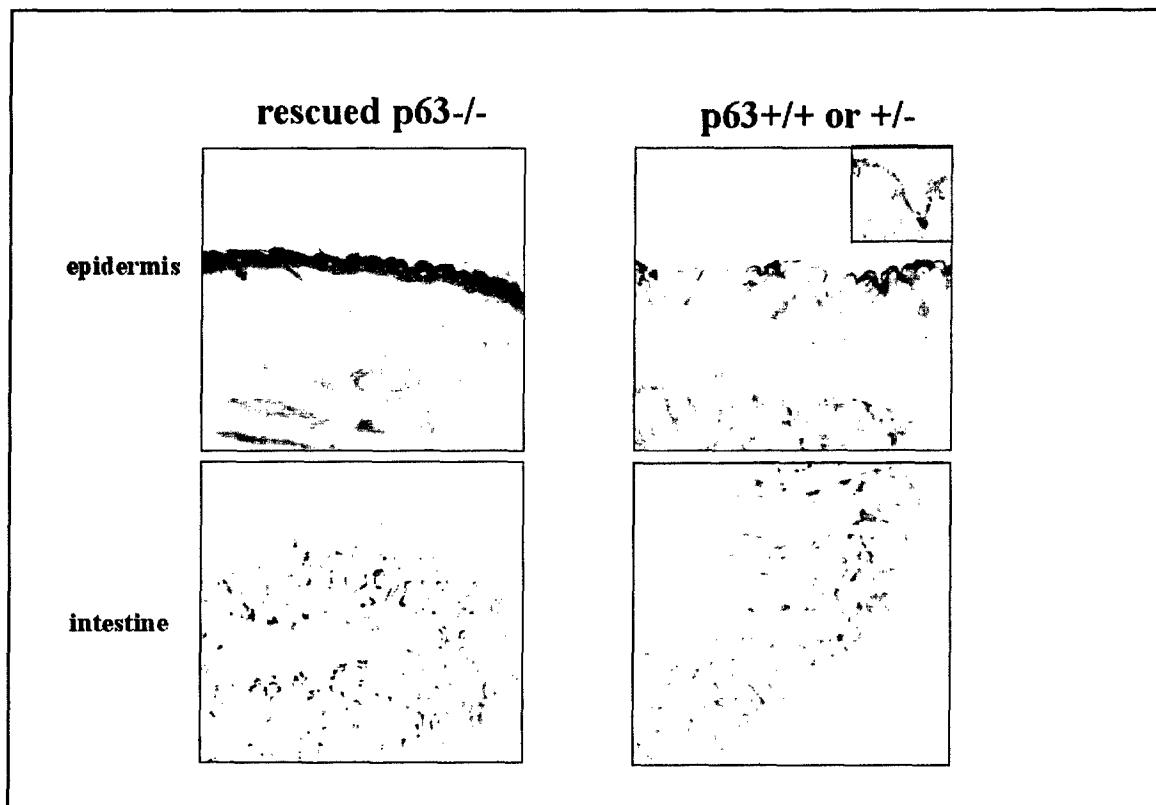 rescued p63-/-
p63+/+ or +/-
epidermis
intestine